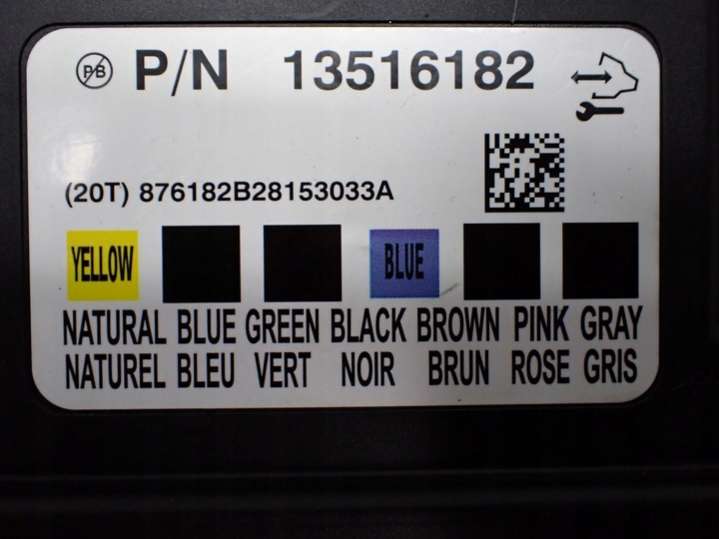 PB P/N 13516182
(20T) 876182B28153033A
YELLOW BLUE
NATURAL BLUE GREEN BLACK BROWN PINK GRAY
NATUREL BLEU VERT NOIR BRUN ROSE GRIS